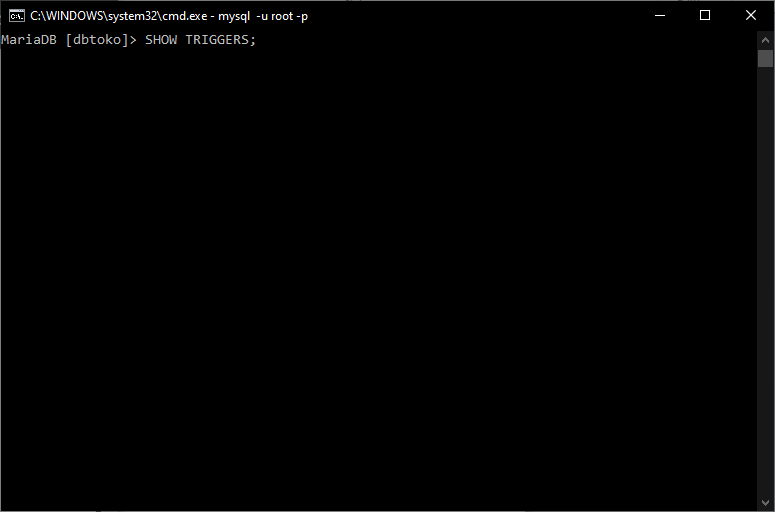 C:\WINDOWS\system32\cmd.exe - mysql  -u root -p
MariaDB [dbtoko]> SHOW TRIGGERS;